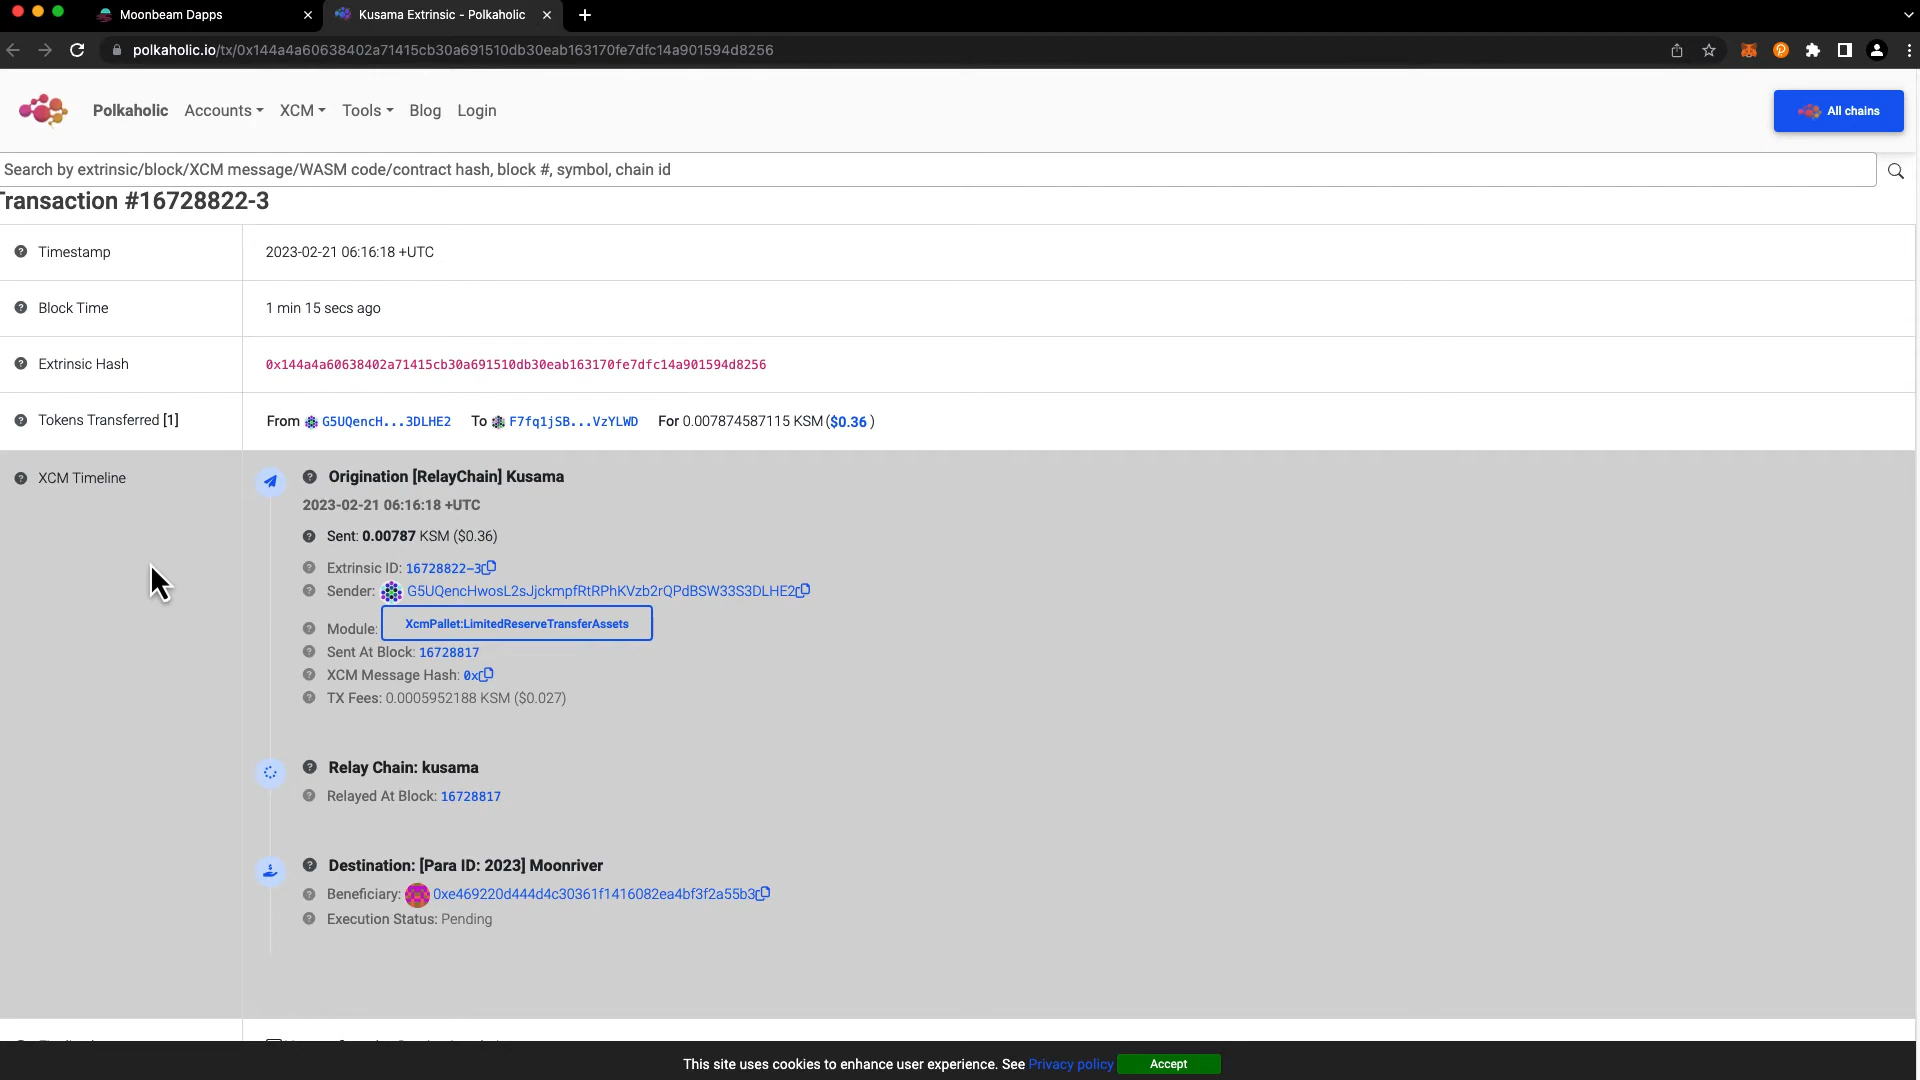 Moonbeam Dapps
Kusama Extrinsic - Polkaholic
polkaholic.io/tx/0x144a4a60638402a71415cb30a691510db30eab163170fe7dfc14a901594d8256
Polkaholic Accounts XCM Tools Blog Login
All chains
Search by extrinsic/block/XCM message/WASM code/contract hash, block #, symbol, chain id
Transaction #16728822-3
Timestamp 2023-02-21 06:16:18 +UTC
Block Time 1 min 15 secs ago
Extrinsic Hash 0x144a4a60638402a71415cb30a691510db30eab163170fe7dfc14a901594d8256
Tokens Transferred [1] From G5UQencH...3DLHE2 To F7fq1jSB...VzYLWD For 0.007874587115 KSM ($0.36 )
XCM Timeline
Origination [RelayChain] Kusama
2023-02-21 06:16:18 +UTC
Sent: 0.00787 KSM ($0.36)
Extrinsic ID: 16728822-3
Sender: G5UQencHwosL2sJjckmpfRtRPhKVzb2rQPdBSW33S3DLHE2
Module: XcmPallet:LimitedReserveTransferAssets
Sent At Block: 16728817
XCM Message Hash: 0x
TX Fees: 0.0005952188 KSM ($0.027)
Relay Chain: kusama
Relayed At Block: 16728817
Destination: [Para ID: 2023] Moonriver
Beneficiary: 0xe469220d444d4c30361f1416082ea4bf3f2a55b3
Execution Status: Pending
This site uses cookies to enhance user experience. See Privacy policy Accept